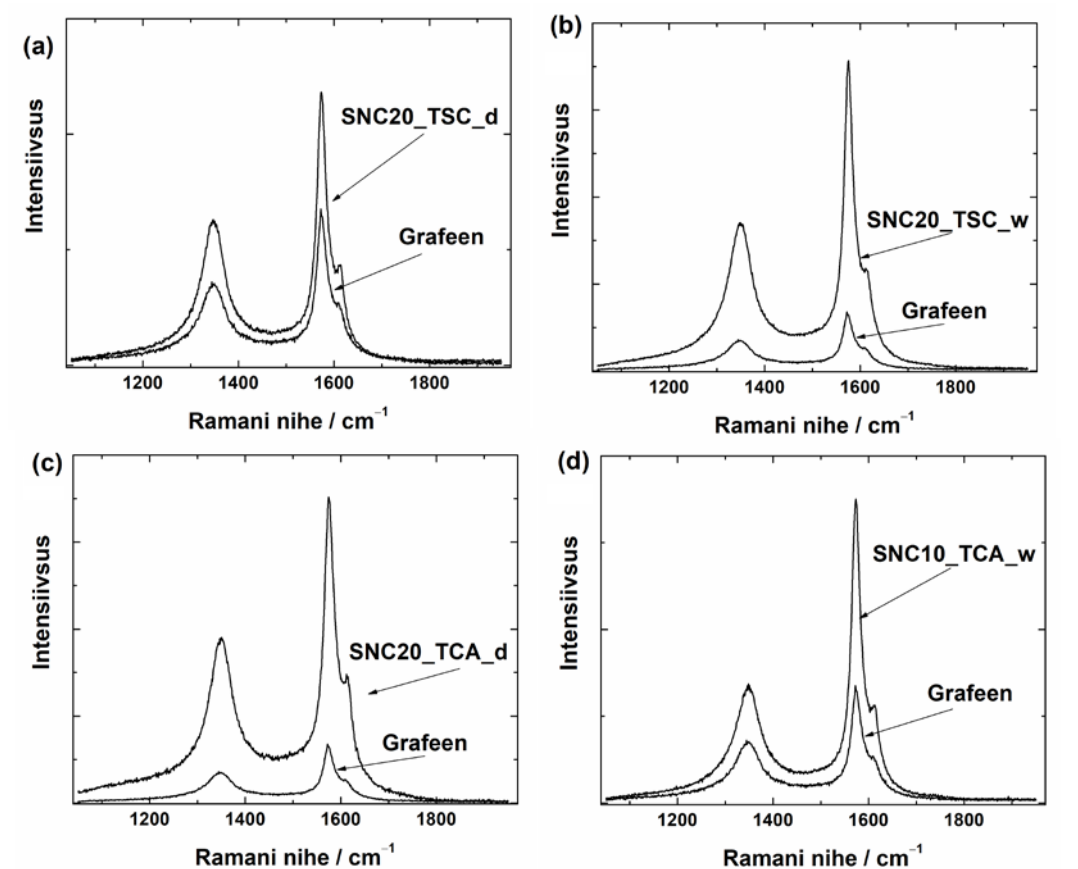 (a)
SNC20_TSC_d
Grafeen
Intensiivsus
1200 1400 1600 1800
Ramani nihe / cm⁻¹
(b)
SNC20_TSC_w
Grafeen
Intensiivsus
1200 1400 1600 1800
Ramani nihe / cm⁻¹
(c)
SNC20_TCA_d
Grafeen
Intensiivsus
1200 1400 1600 1800
Ramani nihe / cm⁻¹
(d)
SNC10_TCA_w
Grafeen
Intensiivsus
1200 1400 1600 1800
Ramani nihe / cm⁻¹